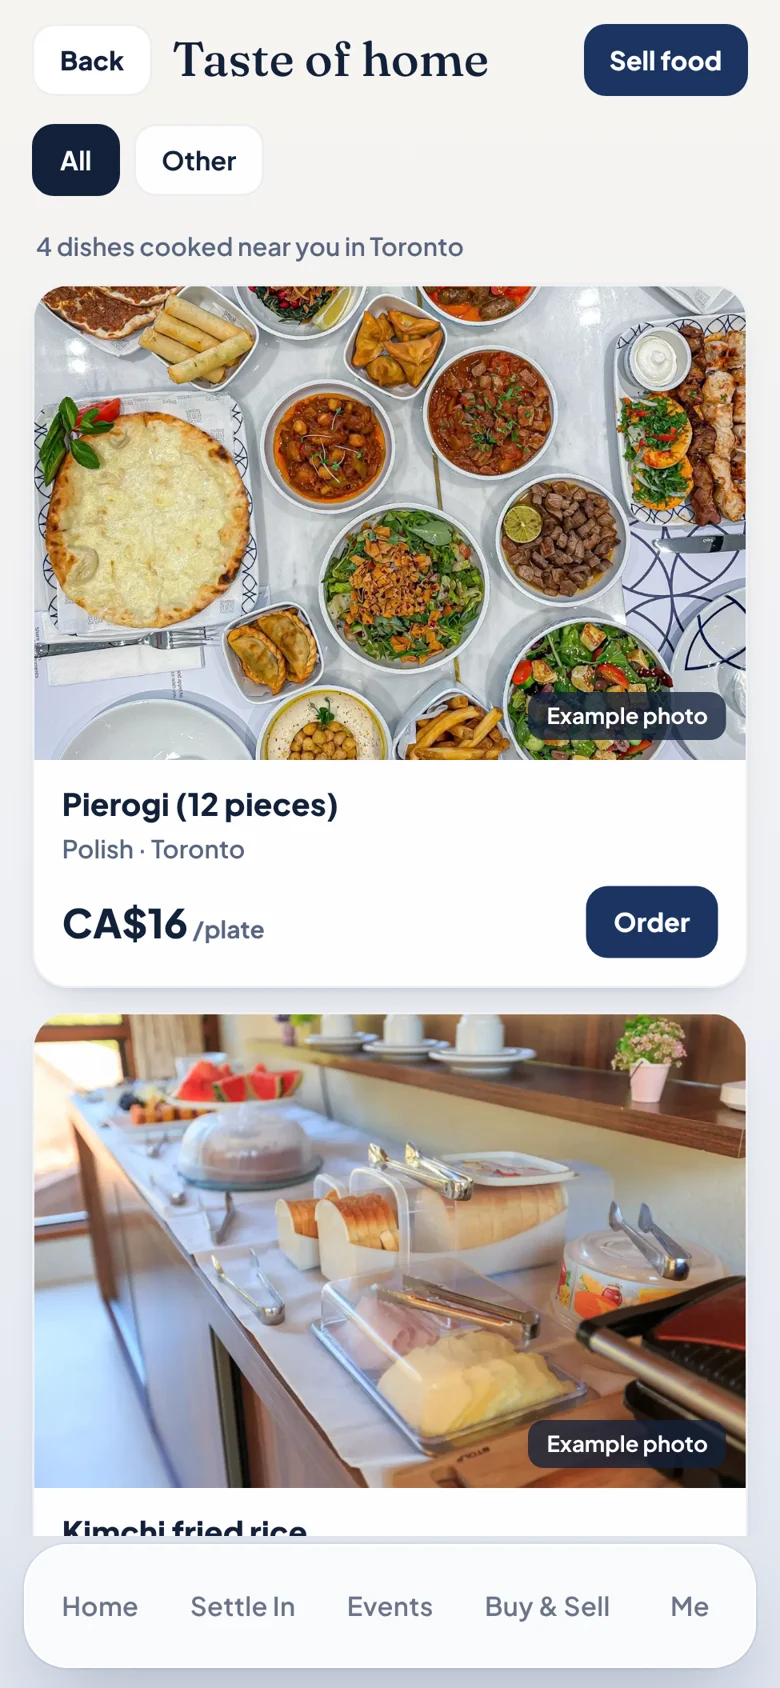 Back
Taste of home
Sell food
All
Other
4 dishes cooked near you in Toronto
Example photo
Pierogi (12 pieces)
Polish · Toronto
CA$16 /plate
Order
Example photo
Kimchi fried rice
Home
Settle In
Events
Buy & Sell
Me